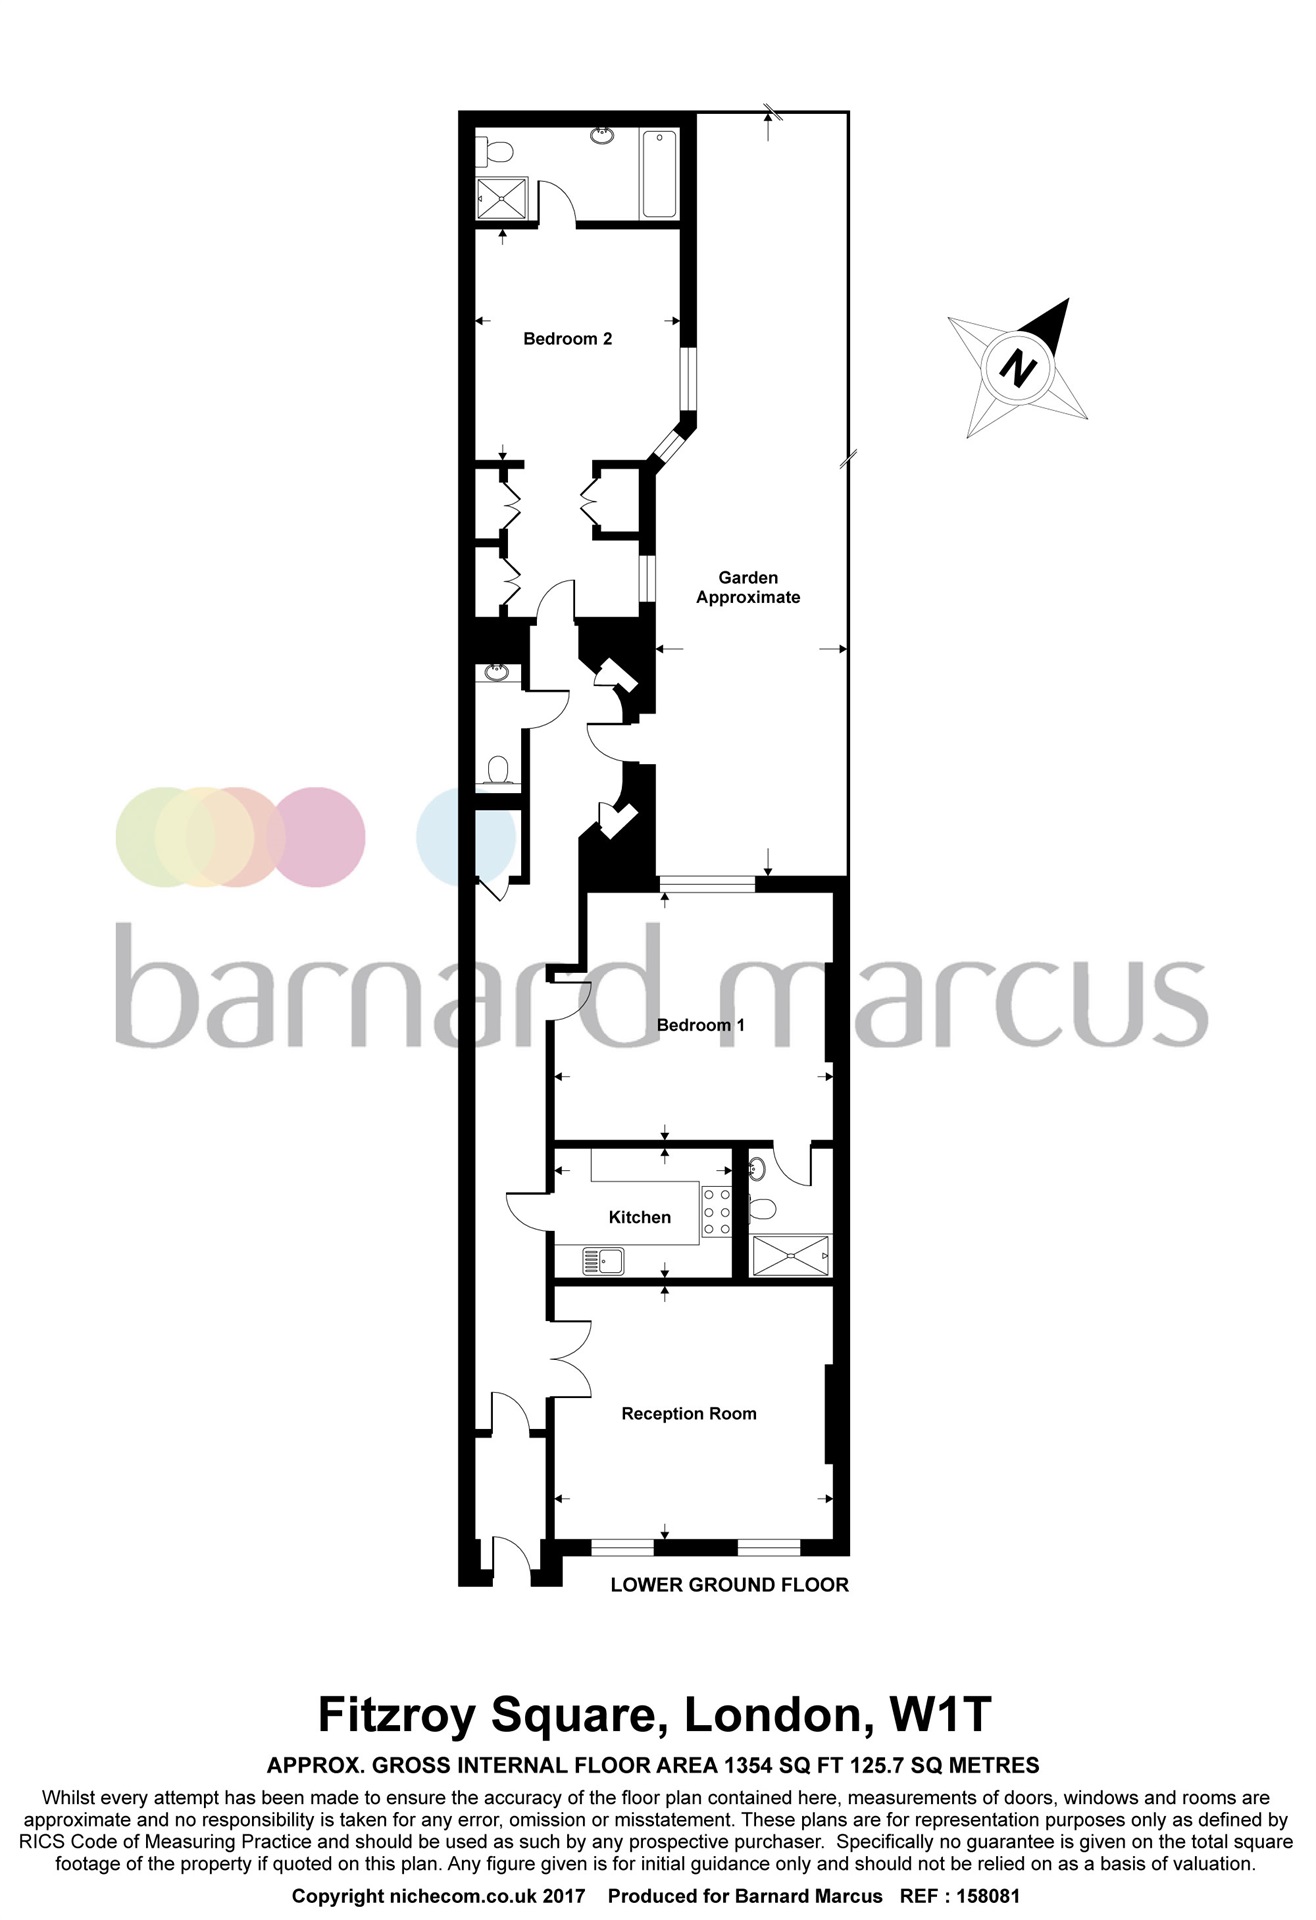 Bedroom 2
N
Garden
Approximate
barnard marcus
Bedroom 1
Kitchen
Reception Room
LOWER GROUND FLOOR
Fitzroy Square, London, W1T
APPROX. GROSS INTERNAL FLOOR AREA 1354 SQ FT 125.7 SQ METRES
Whilst every attempt has been made to ensure the accuracy of the floor plan contained here, measurements of doors, windows and rooms are
approximate and no responsibility is taken for any error, omission or misstatement. These plans are for representation purposes only as defined by
RICS Code of Measuring Practice and should be used as such by any prospective purchaser. Specifically no guarantee is given on the total square
footage of the property if quoted on this plan. Any figure given is for initial guidance only and should not be relied on as a basis of valuation.
Copyright nichecom.co.uk 2017 Produced for Barnard Marcus REF : 158081